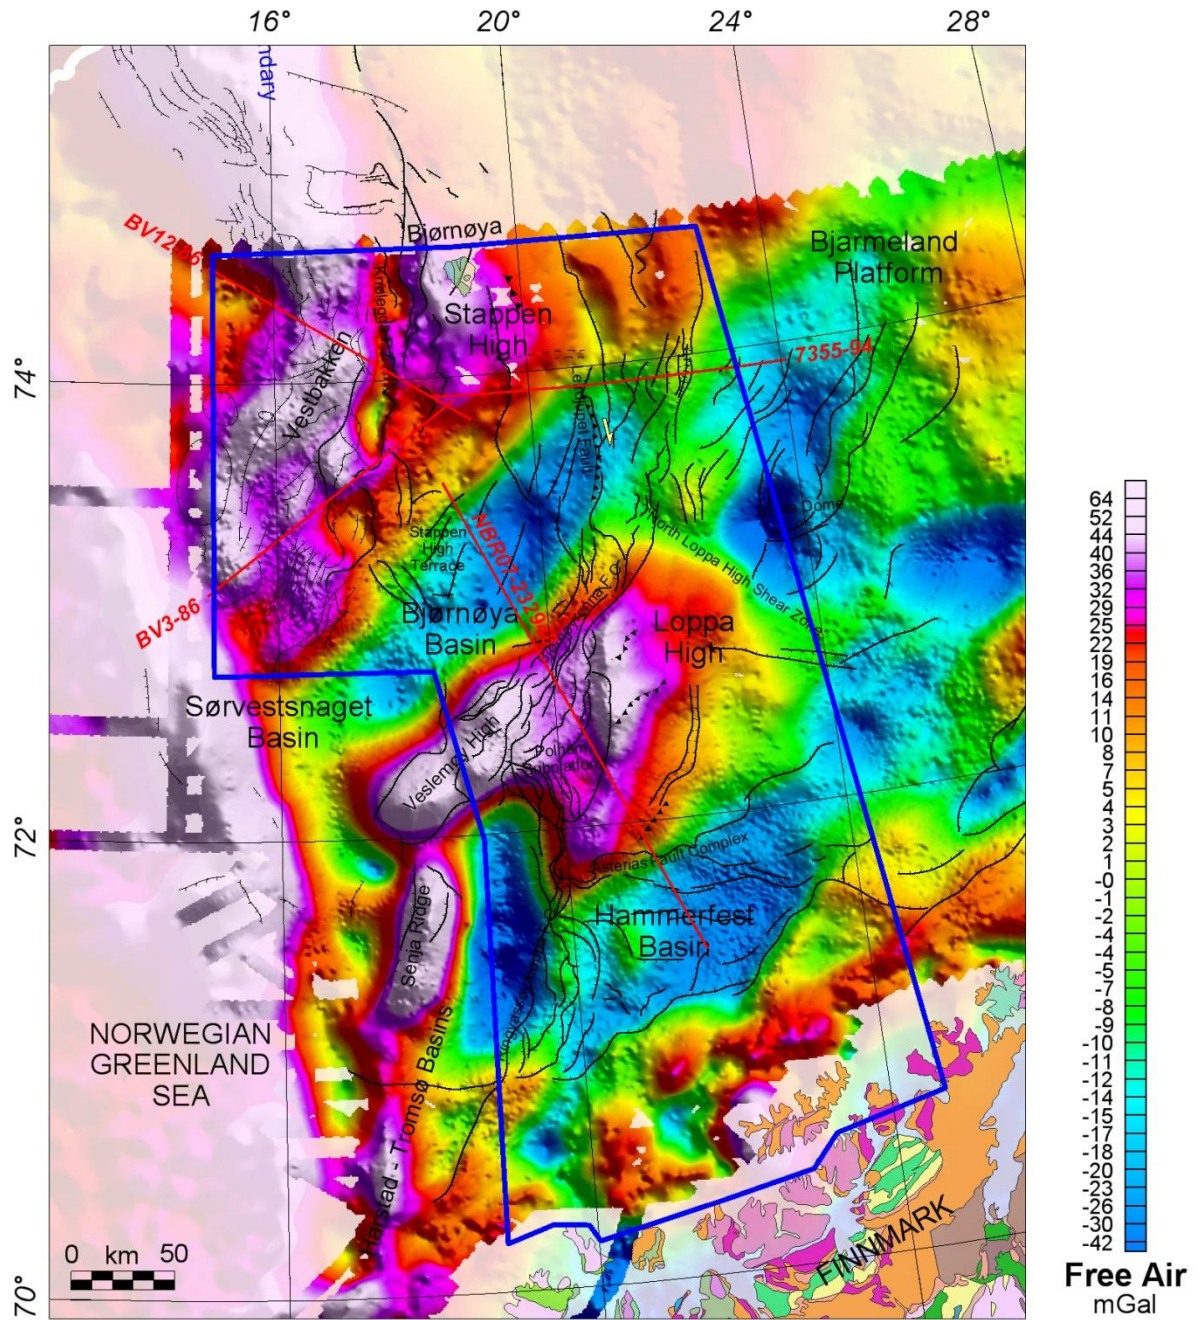 16° 20° 24° 28°
ndary
Bjørnøya
Bjarmeland
Platform
Stappen
High
74°
7355-94
Vestbakken
Stappen
High
Terrace
NBR07-2329
North Loppa High Shear Zone
BV3-86
Bjørnøya
Basin
Loppa
High
Sørvestsnaget
Basin
Veslemøy High
Polhem
Subplatform
72°
Asterias Fault Complex
Senja Ridge
Hammerfest
Basin
NORWEGIAN
GREENLAND
SEA
Harstad - Tromsø Basins
FINNMARK
0 km 50
70°
64
52
44
40
36
32
29
25
22
19
16
14
11
10
8
7
5
4
3
2
1
-0
-1
-2
-4
-4
-5
-7
-8
-9
-10
-11
-12
-14
-15
-17
-18
-20
-23
-26
-30
-42
Free Air
mGal